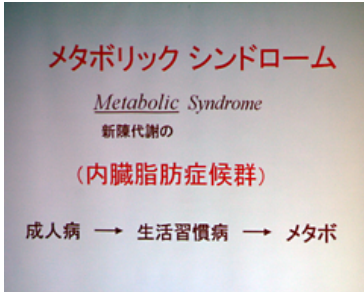 メタボリック シンドローム
Metabolic Syndrome
新陳代謝の
（内臓脂肪症候群）
成人病 → 生活習慣病 → メタボ